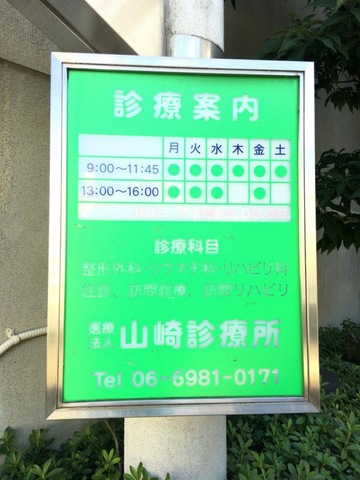 診療案内
月 火 水 木 金 土
9:00〜11:45 ● ● ● ● ● ●
13:00〜16:00 ● ● ● ●
診療科目
整形外科・リウマチ科・リハビリ科
往診、訪問診療、訪問リハビリ
医療法人 山崎診療所
Tel 06-6981-0171